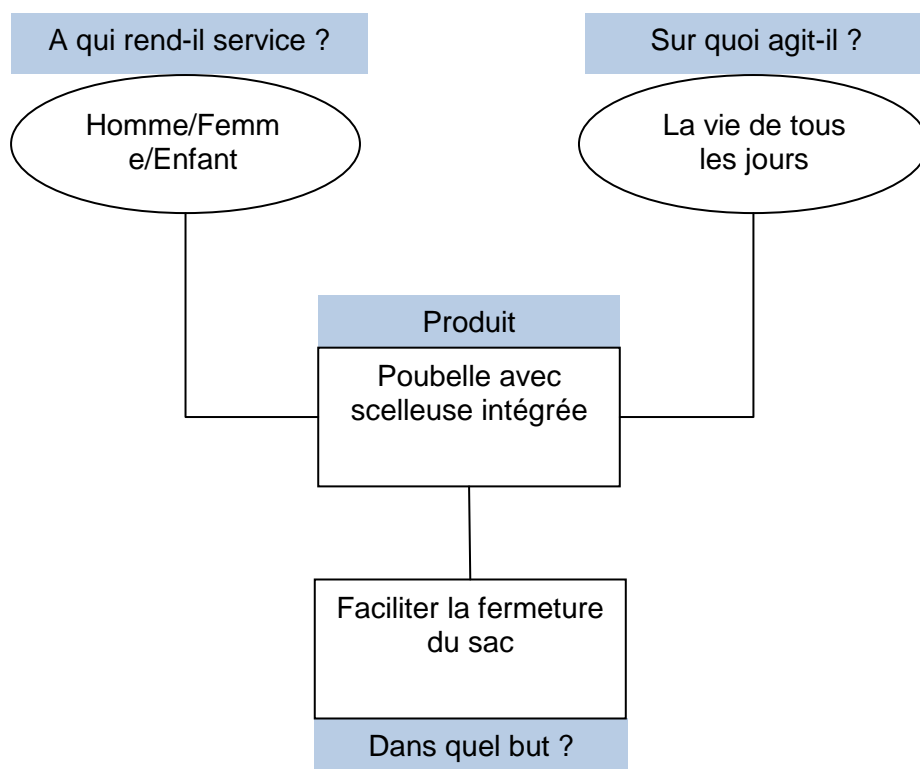 A qui rend-il service ?
Sur quoi agit-il ?
Homme/Femm
e/Enfant
La vie de tous
les jours
Produit
Poubelle avec
scelleuse intégrée
Faciliter la fermeture
du sac
Dans quel but ?